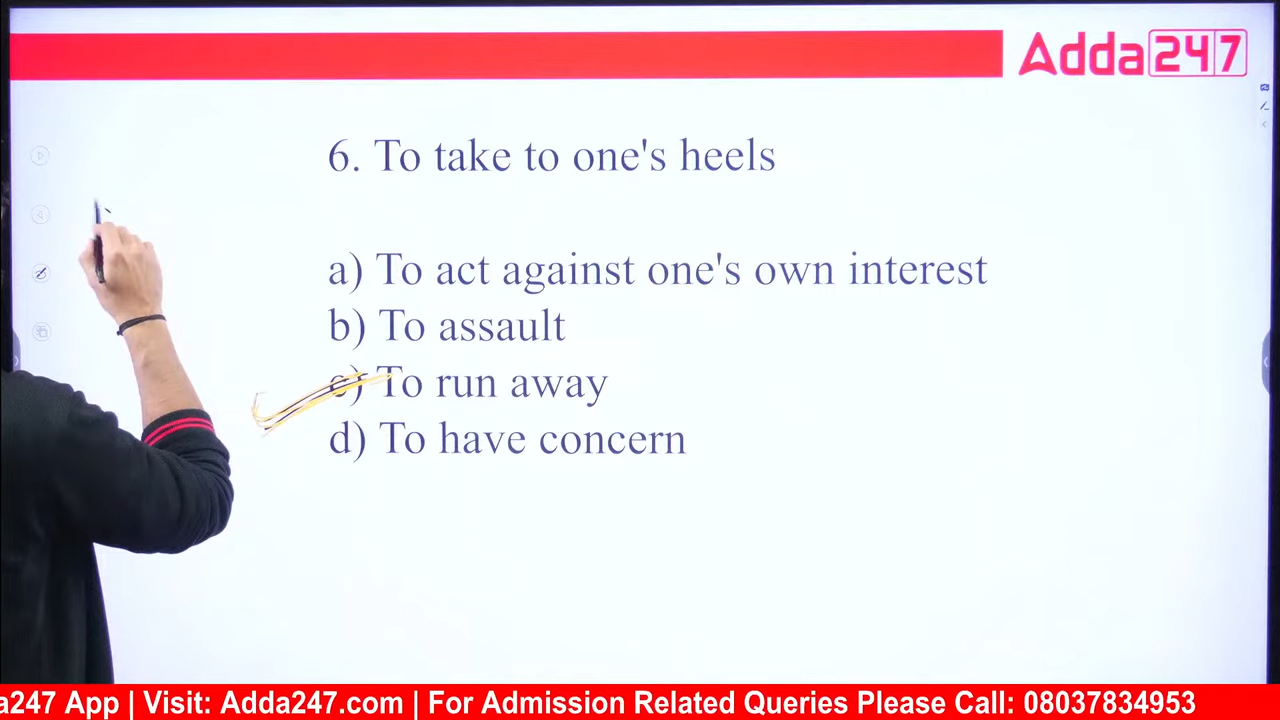 Adda247
6. To take to one's heels
a) To act against one's own interest
b) To assault
c) To run away
d) To have concern
a247 App | Visit: Adda247.com | For Admission Related Queries Please Call: 08037834953